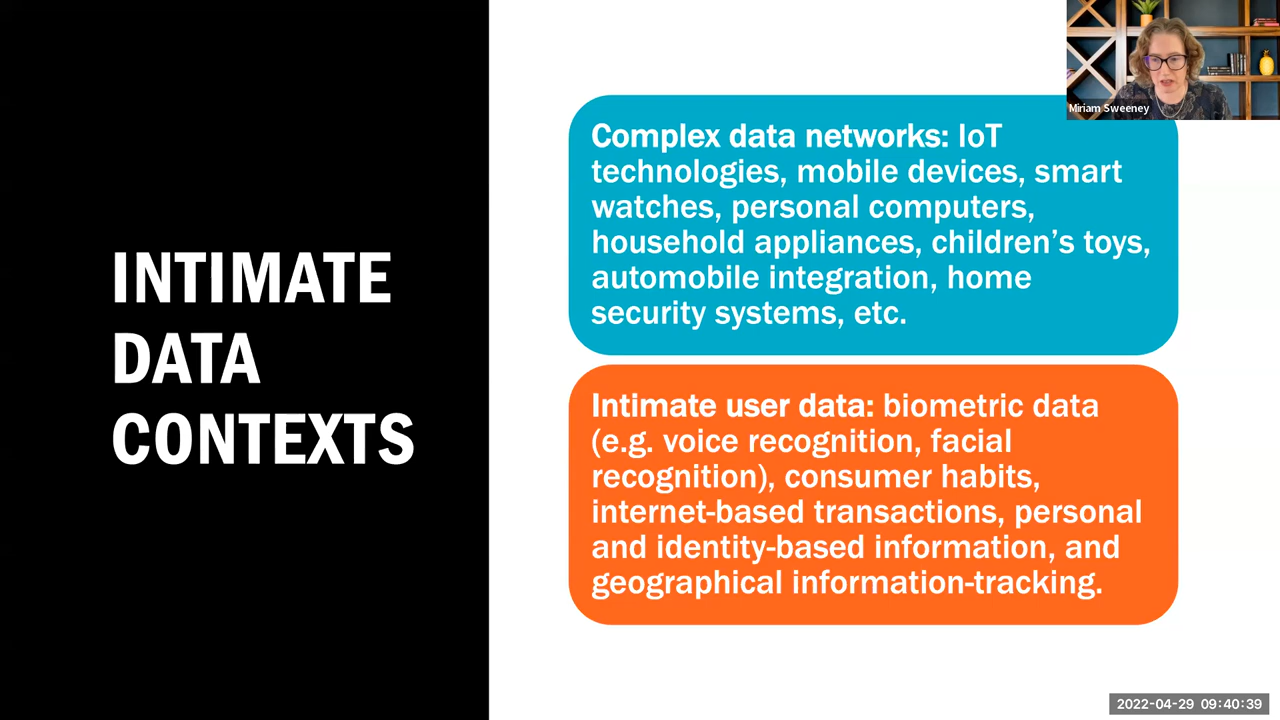 INTIMATE
DATA
CONTEXTS
Complex data networks: IoT
technologies, mobile devices, smart
watches, personal computers,
household appliances, children’s toys,
automobile integration, home
security systems, etc.
Intimate user data: biometric data
(e.g. voice recognition, facial
recognition), consumer habits,
internet-based transactions, personal
and identity-based information, and
geographical information-tracking.
Miriam Sweeney
2022-04-29 09:40:39